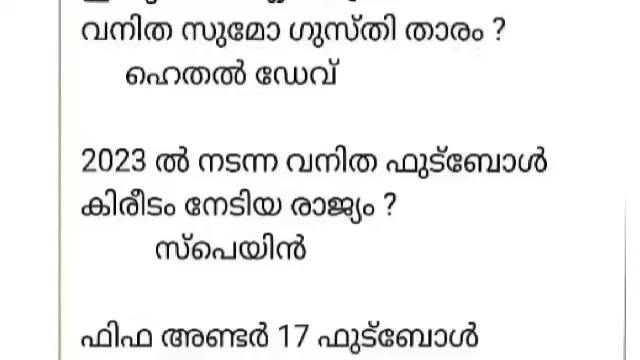 വനിത സുമോ ഗുസ്തി താരം ?
ഹെതൽ ഡേവ്
2023 ൽ നടന്ന വനിത ഫുട്ബോൾ
കിരീടം നേടിയ രാജ്യം ?
സ്പെയിൻ
ഫിഫ അണ്ടർ 17 ഫുട്ബോൾ